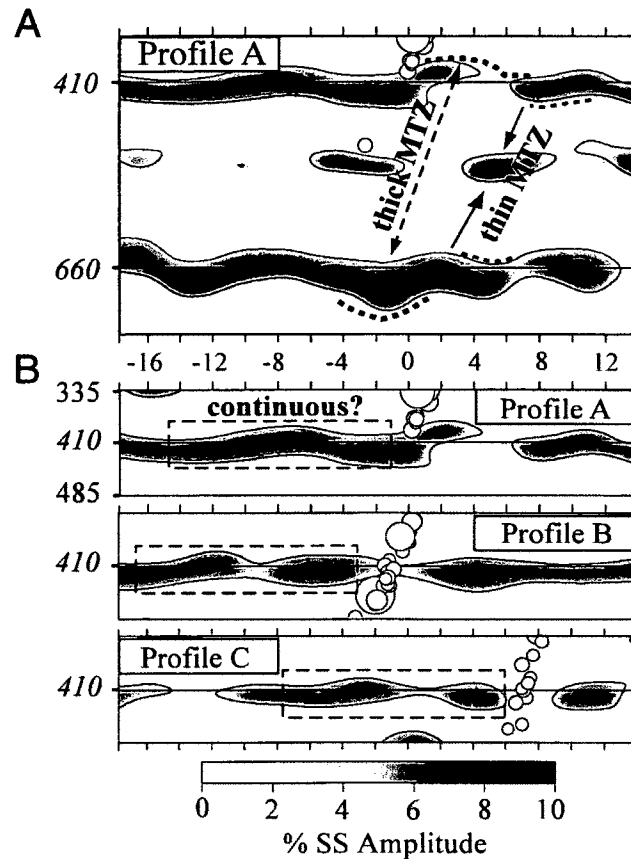 A
Profile A
410
thick MTZ
thin MTZ
660
-16 -12 -8 -4 0 4 8 12
B
335
continuous?
Profile A
410
485
Profile B
410
Profile C
410
0 2 4 6 8 10
% SS Amplitude